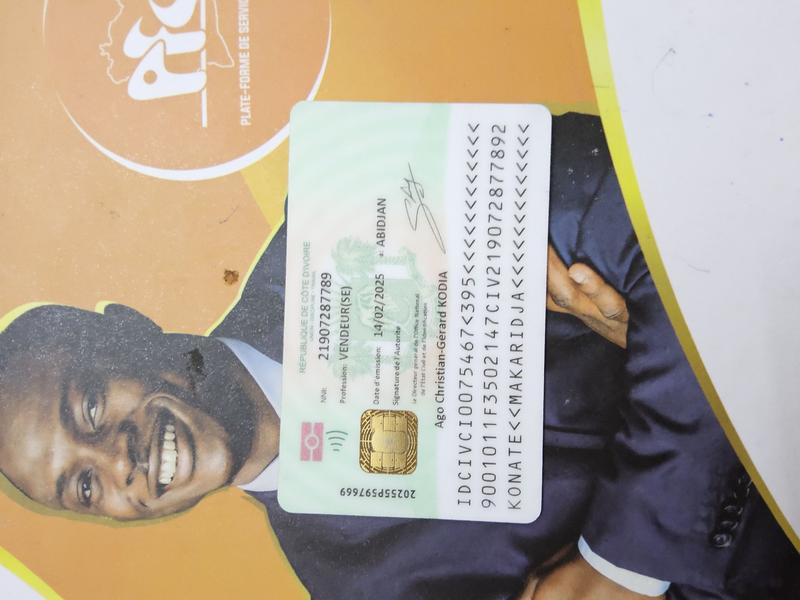 PLATE-FORME DE SERVIC
RÉPUBLIQUE DE CÔTE D'IVOIRE
NNI: 21907287789
Profession: VENDEUR(SE)
Date d'émission: 14/02/2025 à: ABIDJAN
Signature de l'Autorité
le Directeur général de l'Office National
de l'Etat Civil et de l'Identification
Ago Christian-Gérard KODIA
20255P597669
IDCIVCI0075467<395<<<<<<<<<<<<
9001011F3502147CIV219072877892
KONATE<<MAKARIDJA<<<<<<<<<<<<<